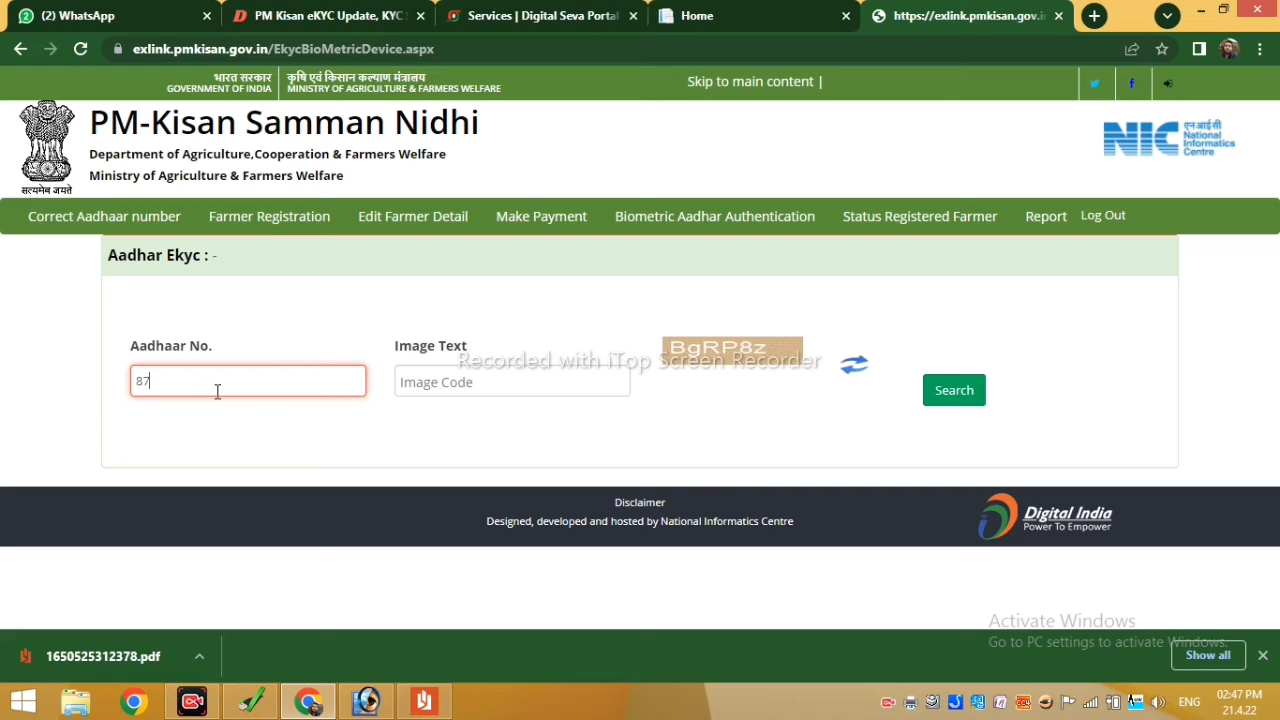 (2) WhatsApp
PM Kisan eKYC Update, KYC S
Services | Digital Seva Portal
Home
https://exlink.pmkisan.gov.i
exlink.pmkisan.gov.in/EkycBioMetricDevice.aspx
भारत सरकार
GOVERNMENT OF INDIA
कृषि एवं किसान कल्याण मंत्रालय
MINISTRY OF AGRICULTURE & FARMERS WELFARE
Skip to main content |
सत्यमेव जयते
PM-Kisan Samman Nidhi
Department of Agriculture,Cooperation & Farmers Welfare
Ministry of Agriculture & Farmers Welfare
NIC
एन आई सी
National
Informatics
Centre
Correct Aadhaar number
Farmer Registration
Edit Farmer Detail
Make Payment
Biometric Aadhar Authentication
Status Registered Farmer
Report
Log Out
Aadhar Ekyc : -
Aadhaar No.
Image Text
BgRP8z
Recorded with iTop Screen Recorder
87
Image Code
Search
Disclaimer
Designed, developed and hosted by National Informatics Centre
Digital India
Power To Empower
Activate Windows
Go to PC settings to activate Windows.
1650525312378.pdf
Show all
ENG
02:47 PM
21.4.22